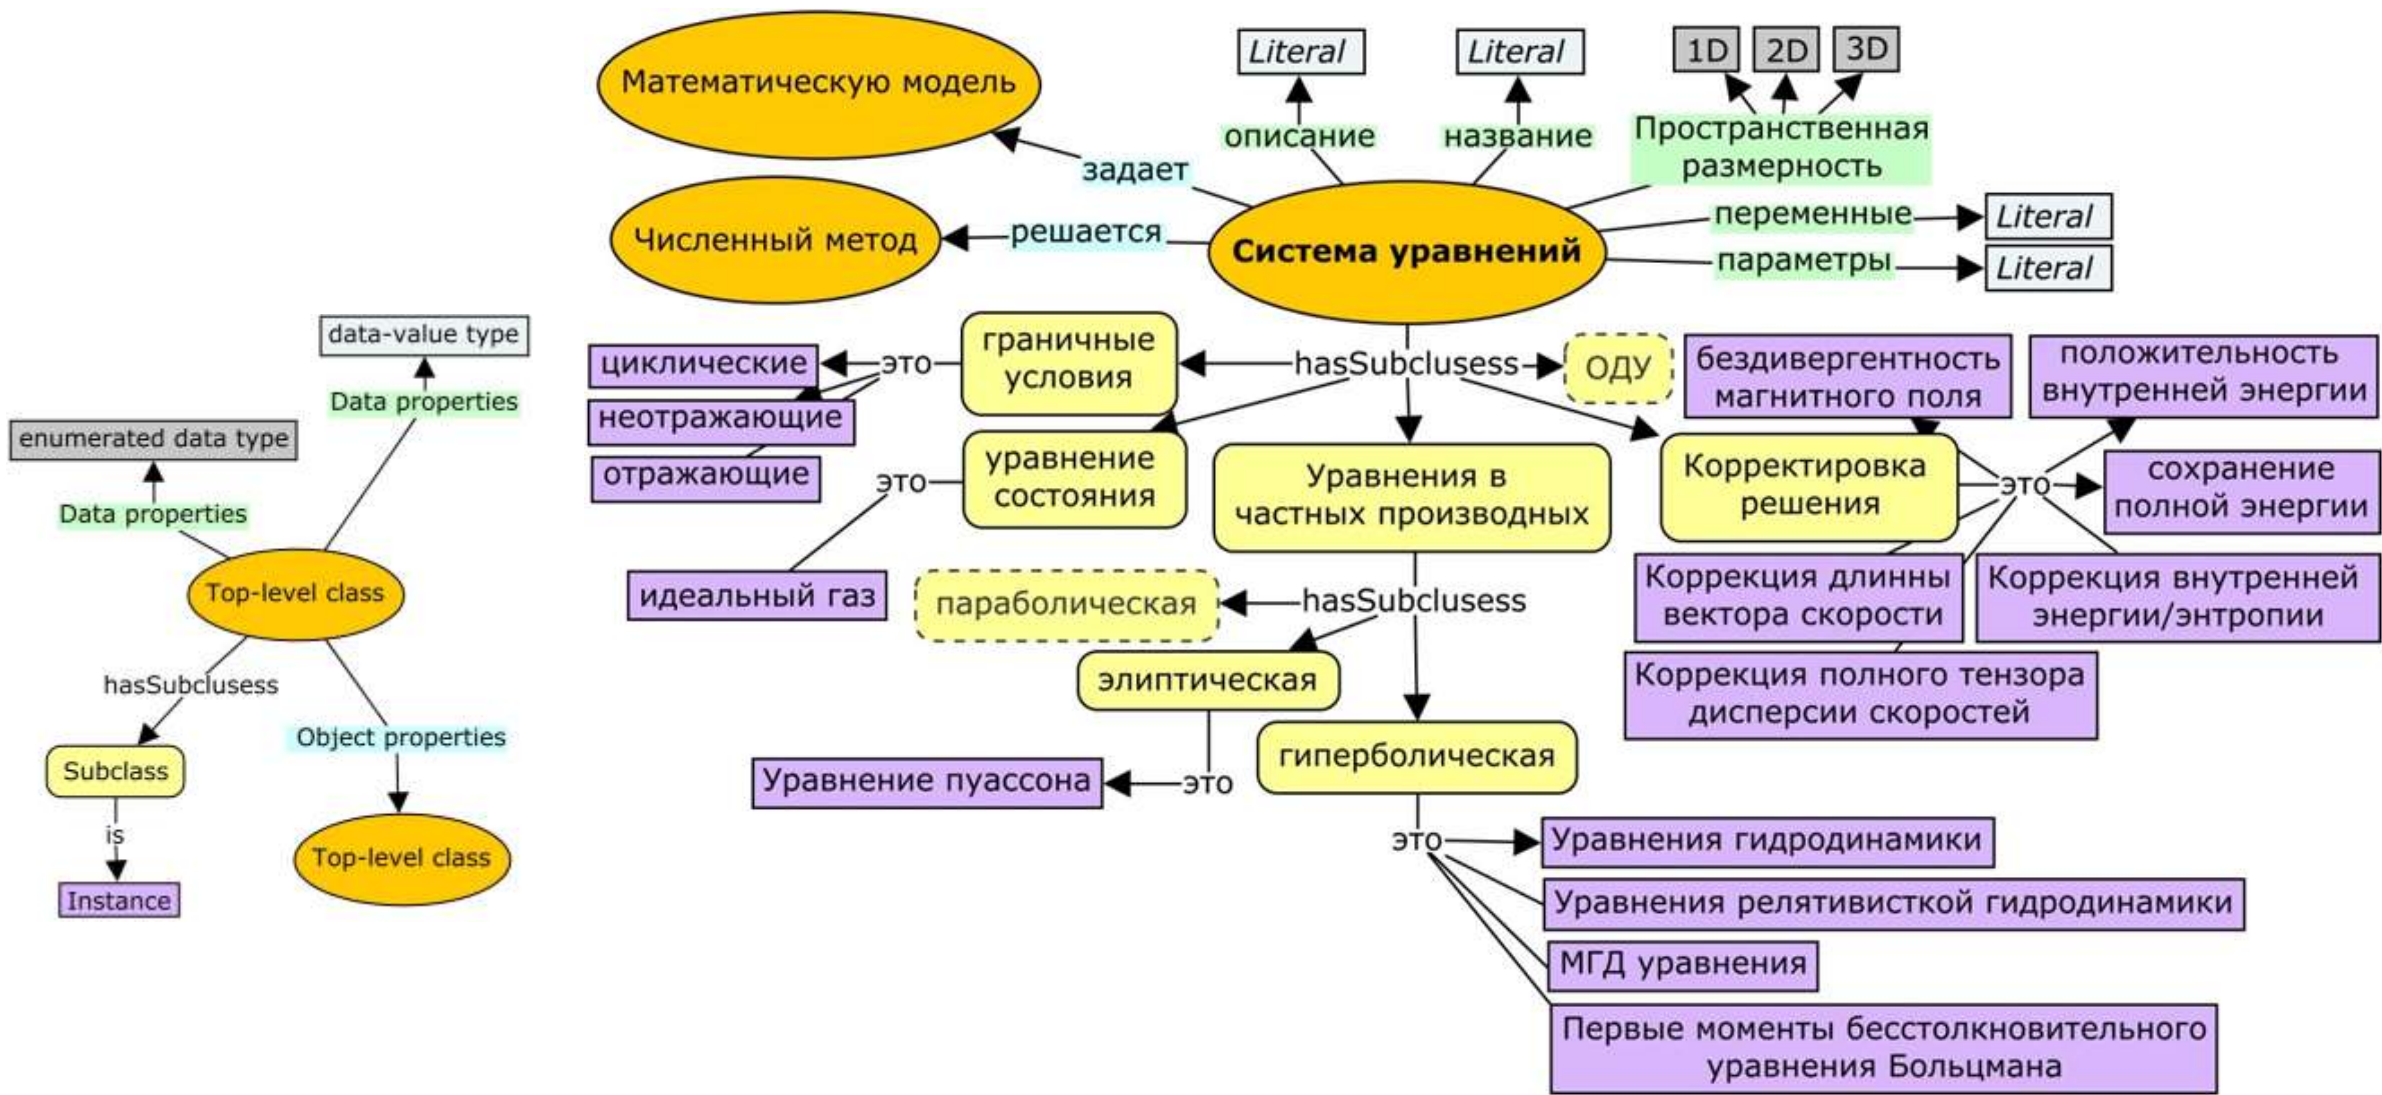 data-value type
Data properties
enumerated data type
Data properties
Top-level class
hasSubclusess
Object properties
Subclass
is
Top-level class
Instance
Математическую модель
Literal
Literal
1D
2D
3D
описание
название
Пространственная
размерность
задает
Численный метод
решается
Система уравнений
переменные
Literal
параметры
Literal
циклические
это
граничные
условия
hasSubclusess
ОДУ
неотражающие
отражающие
бездивергентность
магнитного поля
положительность
внутренней энергии
это
уравнение
состояния
Уравнения в
частных производных
Корректировка
решения
это
сохранение
полной энергии
идеальный газ
параболическая
hasSubclusess
Коррекция длинны
вектора скорости
Коррекция внутренней
энергии/энтропии
элиптическая
Коррекция полного тензора
дисперсии скоростей
гиперболическая
Уравнение пуассона
это
это
Уравнения гидродинамики
Уравнения релятивисткой гидродинамики
МГД уравнения
Первые моменты бесстолкновительного
уравнения Больцмана